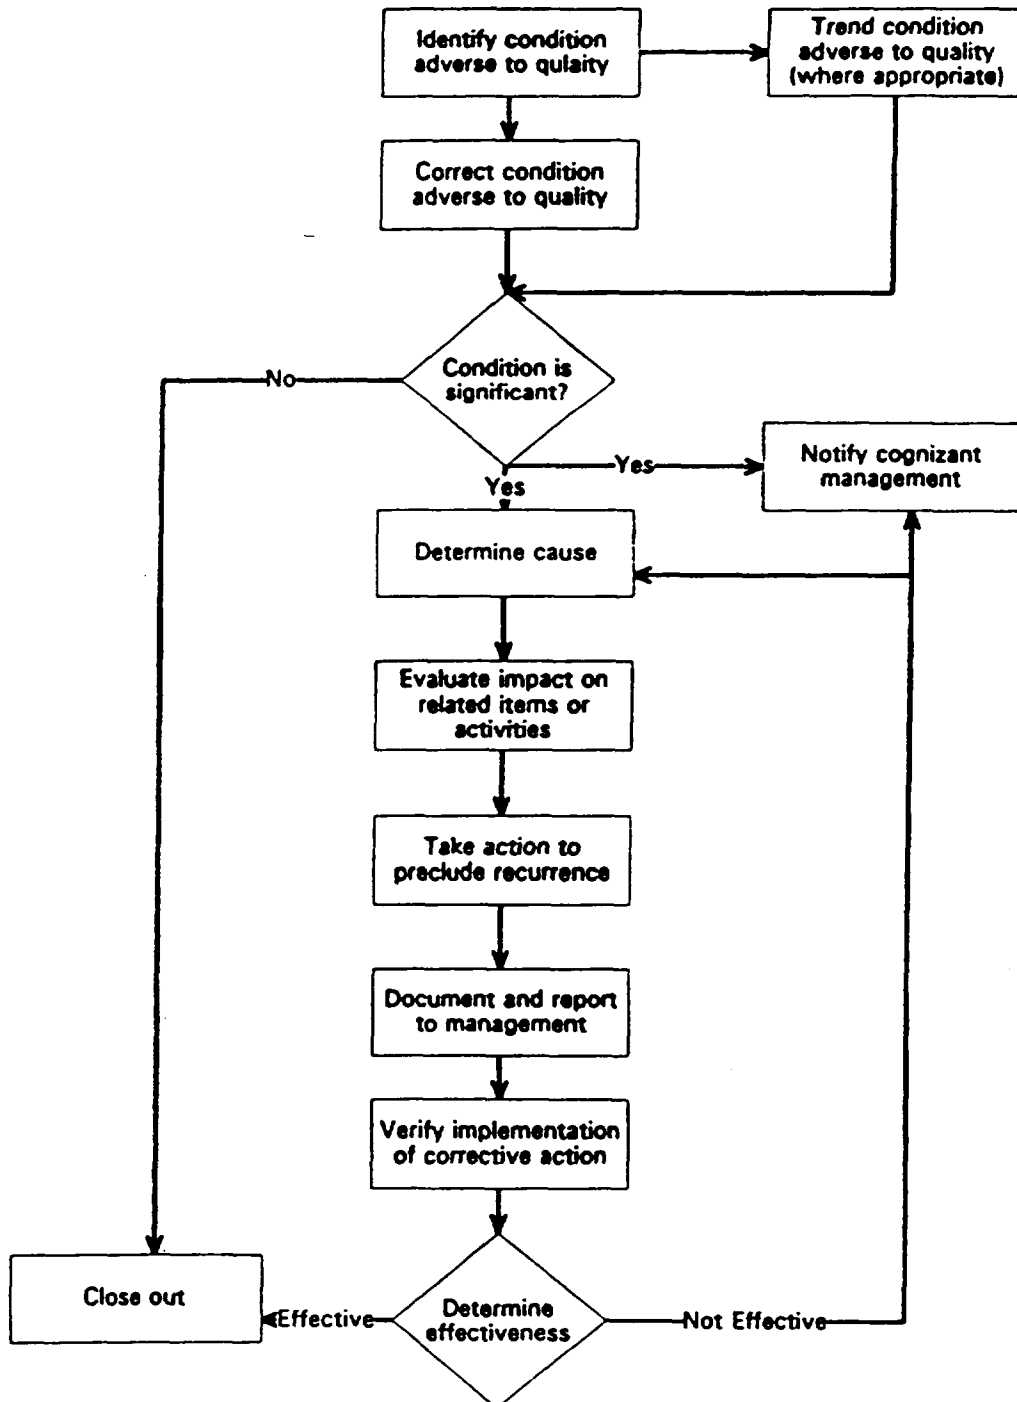 Identify condition
adverse to qulaity
Trend condition
adverse to quality
(where appropriate)
Correct condition
adverse to quality
Condition is
significant?
No
Yes
Yes
Notify cognizant
management
Determine cause
Evaluate impact on
related items or
activities
Take action to
preclude recurrence
Document and report
to management
Verify implementation
of corrective action
Close out
Effective
Determine
effectiveness
Not Effective